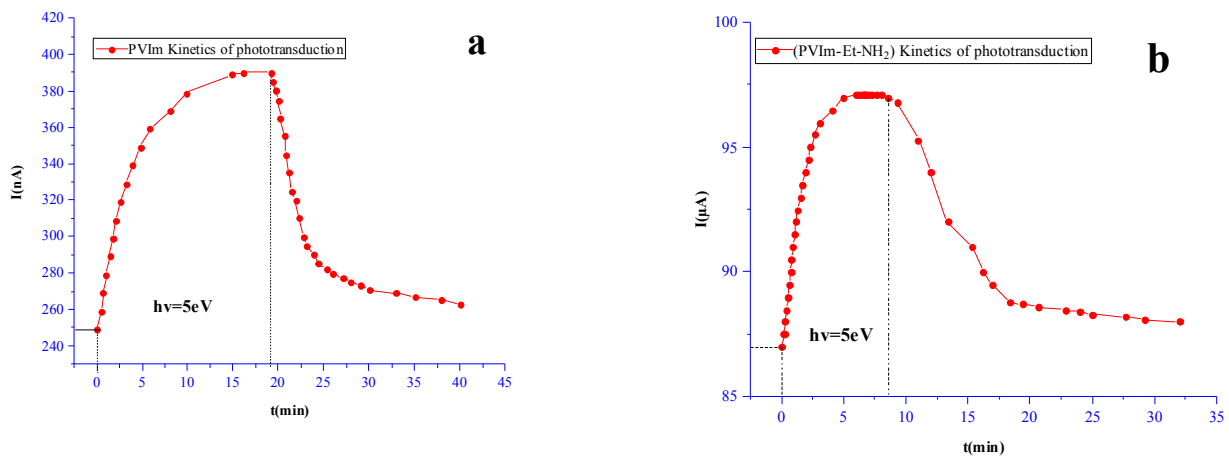 a
PVIm Kinetics of phototransduction
420
400
380
360
340
320
300
280
260
240
I(nA)
hν=5eV
0 5 10 15 20 25 30 35 40 45
t(min)
b
(PVIm-Et-NH₂) Kinetics of phototransduction
100
95
90
85
I(μA)
hν=5eV
0 5 10 15 20 25 30 35
t(min)